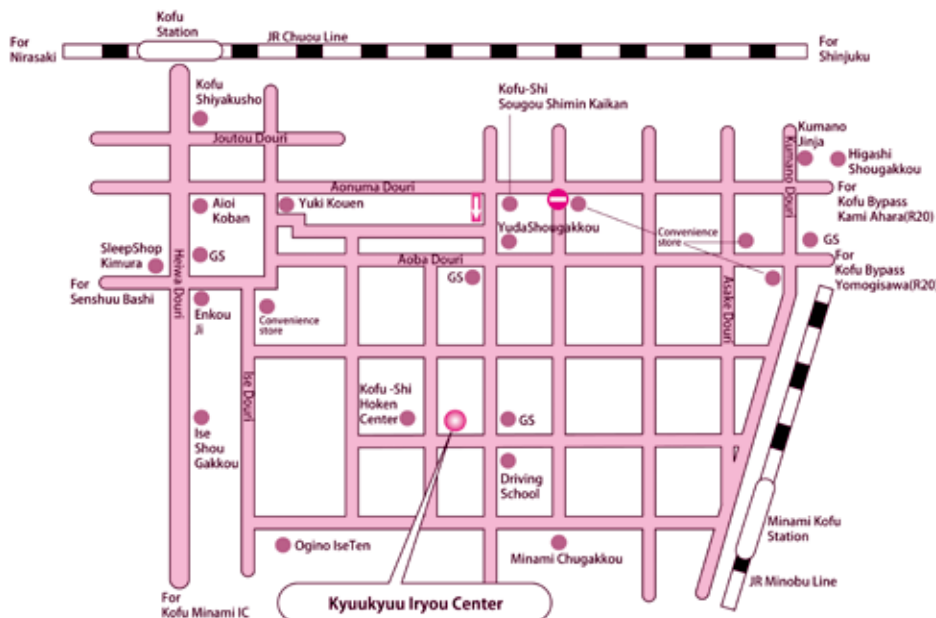 Kofu
Station
For
Nirasaki
JR Chuou Line
For
Shinjuku
Kofu
Shiyakusho
Kofu-Shi
Sougou Shimin Kaikan
Joutou Douri
Kumano
Jinja
Higashi
Shougakkou
Kumano Douri
Aonuma Douri
For
Kofu Bypass
Kami Ahara(R20)
Aioi
Koban
Yuki Kouen
YudaShougakkou
Convenience
store
GS
SleepShop
Kimura
GS
Heiwa Douri
Aoba Douri
For
Kofu Bypass
Yomogisawa(R20)
For
Senshuu Bashi
GS
Asake Douri
Enkou
Ji
Convenience
store
Ise Douri
Kofu -Shi
Hoken
Center
GS
Ise
Shou
Gakkou
Driving
School
Minami Kofu
Station
Ogino IseTen
Minami Chugakkou
JR Minobu Line
For
Kofu Minami IC
Kyuukyuu Iryou Center